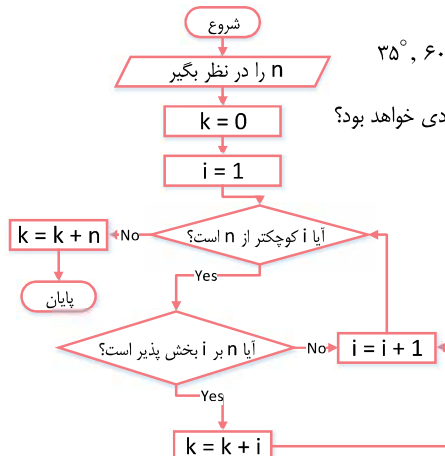 شروع
۳۵°, ۶۰
n را در نظر بگیر
k = 0
دی خواهد بود؟
i = 1
آیا i کوچکتر از n است؟
No
k = k + n
Yes
پایان
آیا n بر i بخش پذیر است؟
No
i = i + 1
Yes
k = k + i